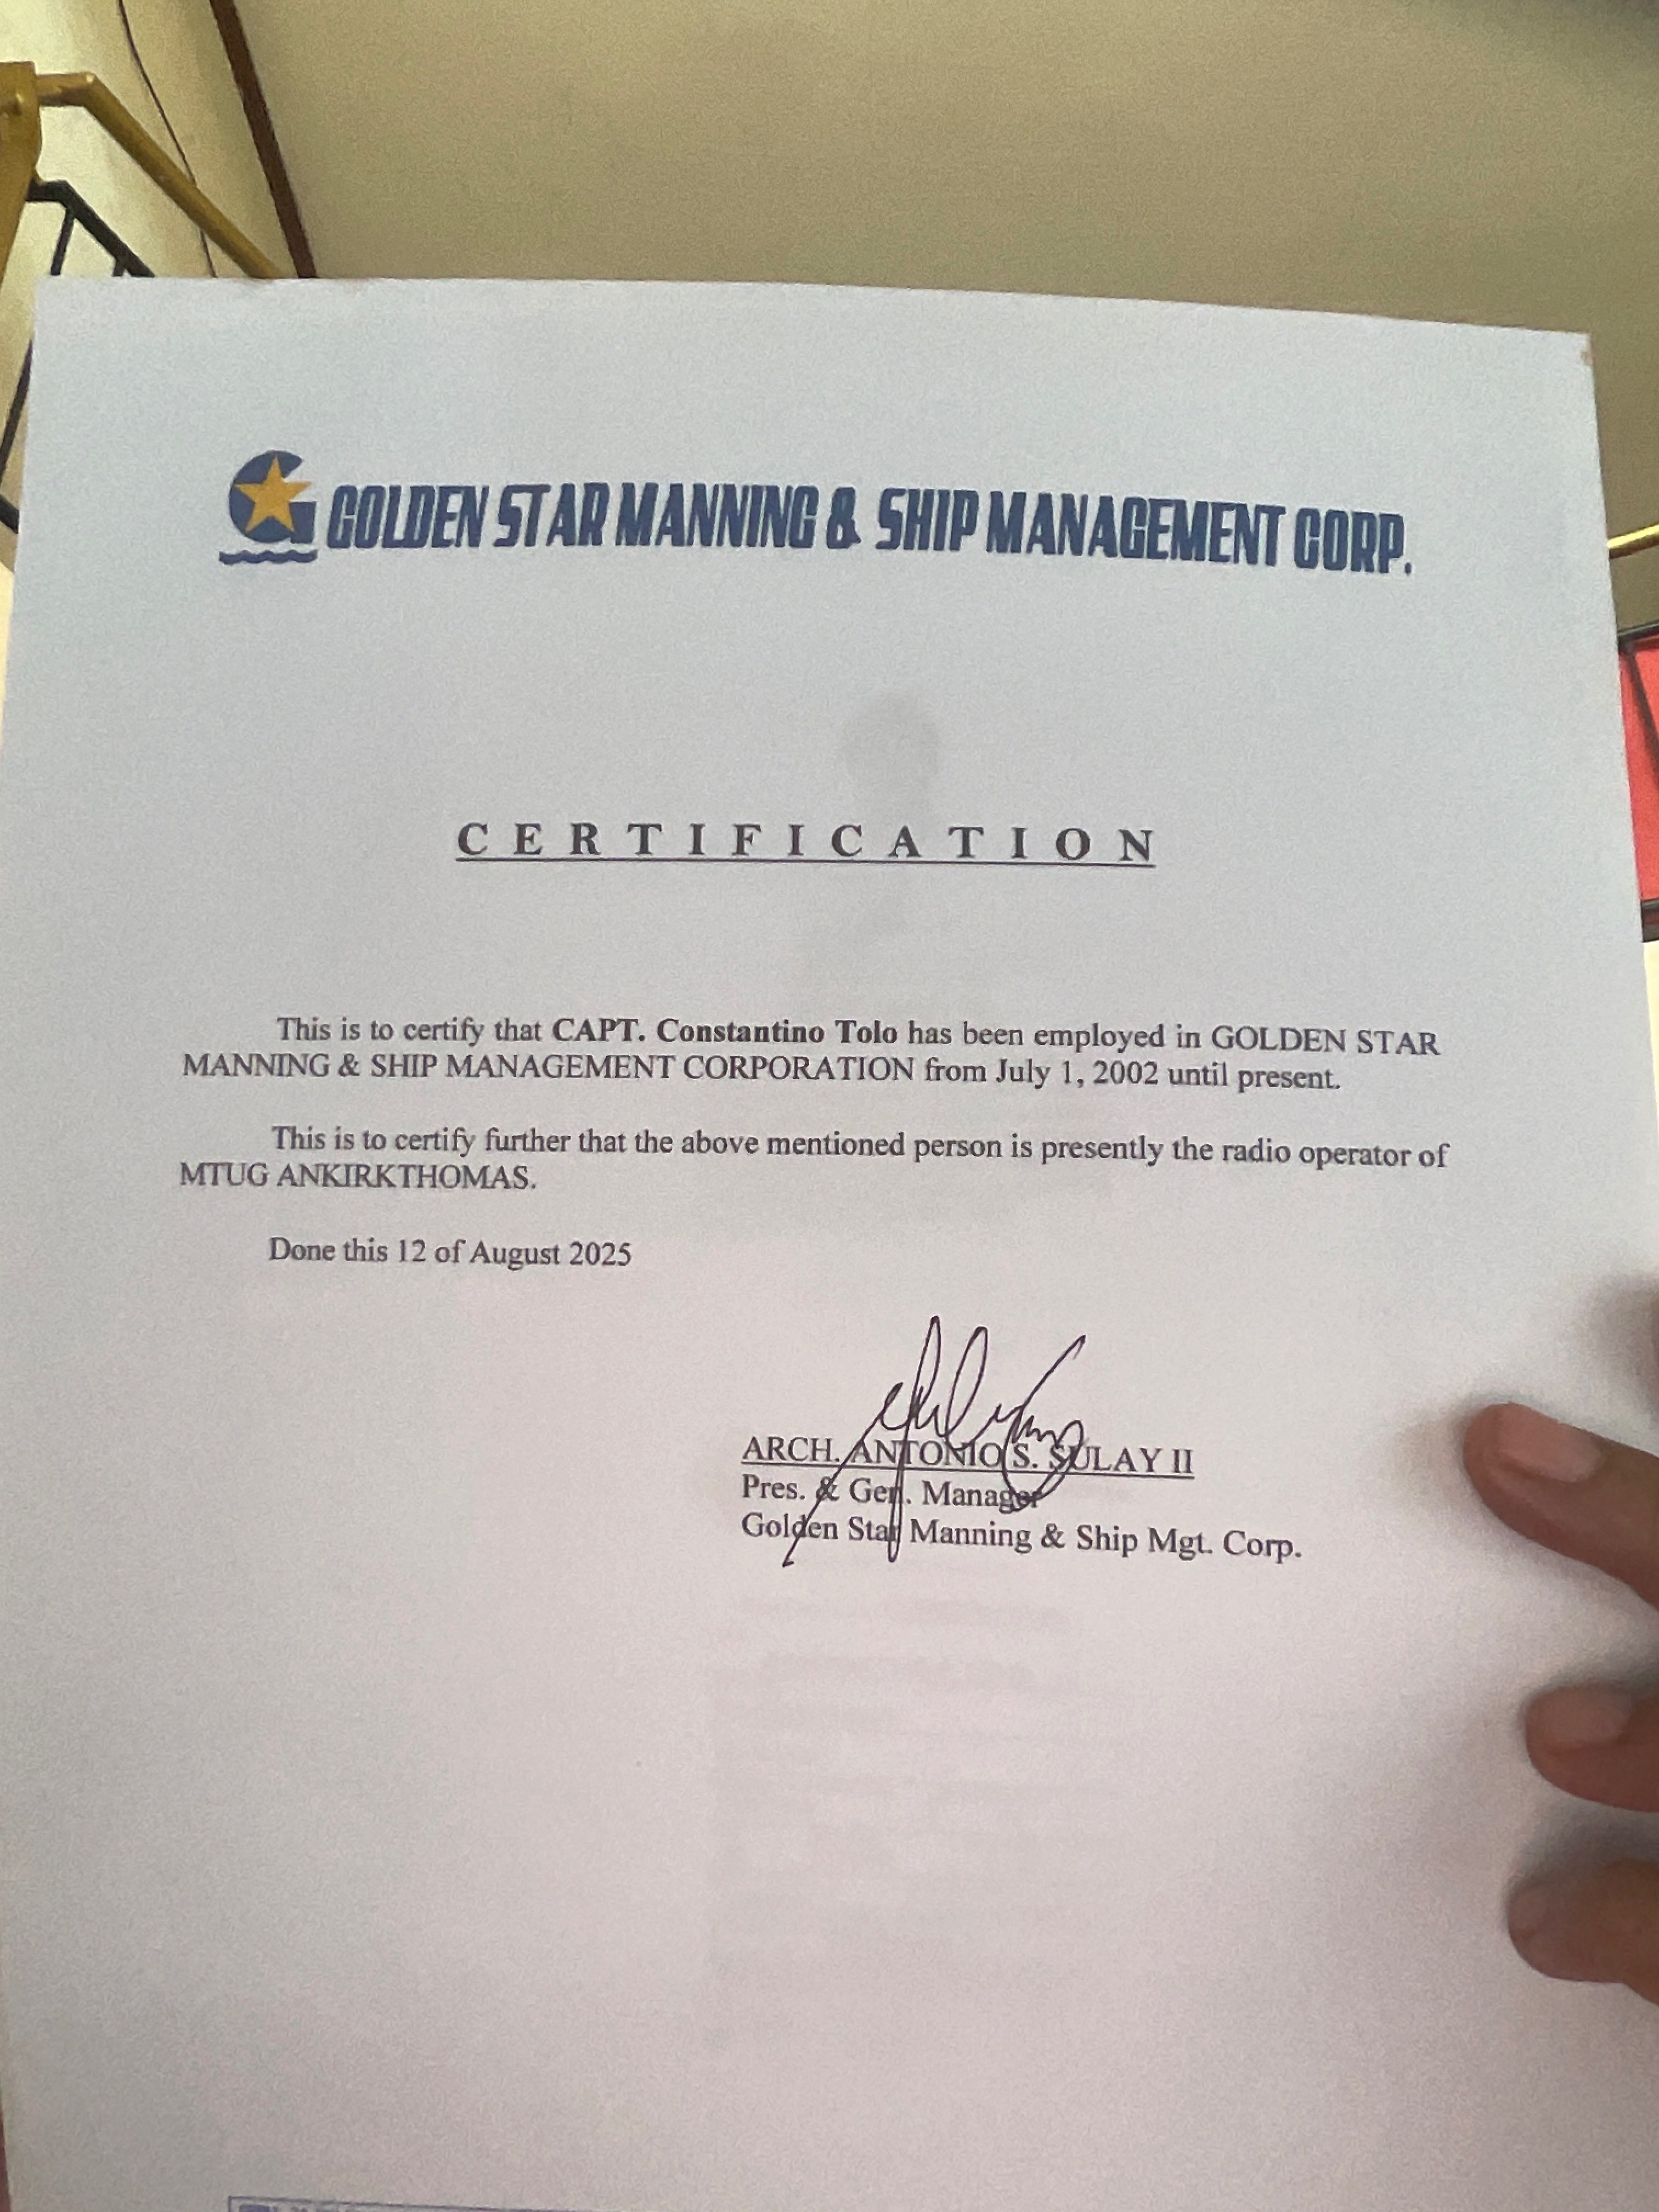 GOLDEN STAR MANNING & SHIP MANAGEMENT CORP.
CERTIFICATION
This is to certify that CAPT. Constantino Tolo has been employed in GOLDEN STAR
MANNING & SHIP MANAGEMENT CORPORATION from July 1, 2002 until present.
This is to certify further that the above mentioned person is presently the radio operator of
MTUG ANKIRKTHOMAS.
Done this 12 of August 2025
ARCH. ANTONIO S. SULAY II
Pres. & Gen. Manager
Golden Star Manning & Ship Mgt. Corp.